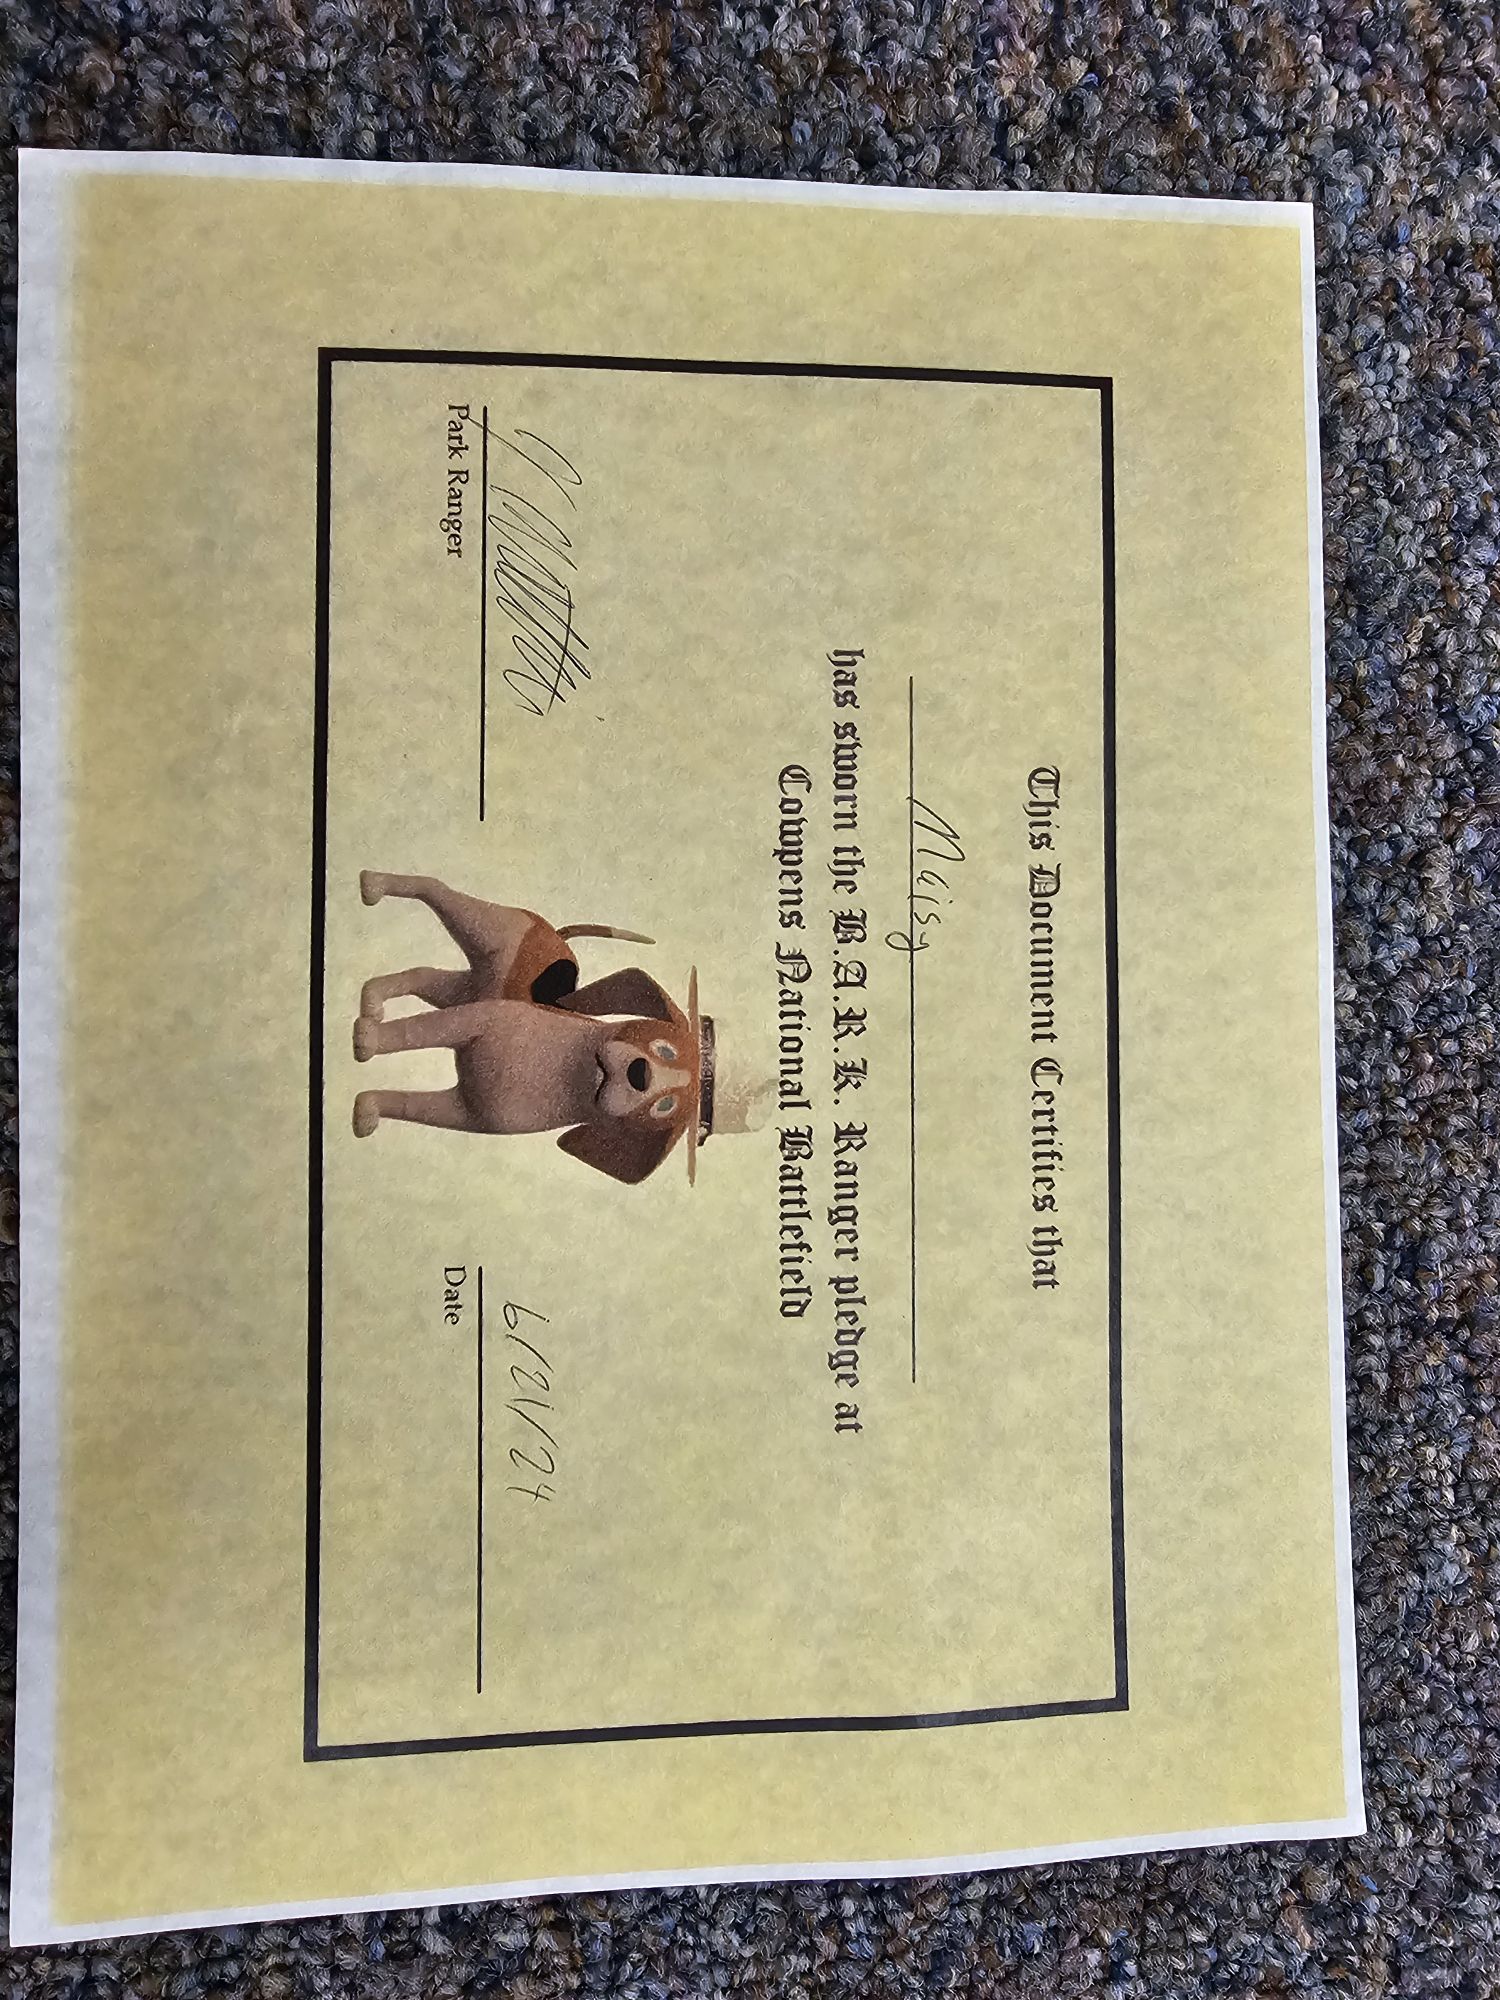 This Document Certifies that
Maisy
has sworn the B.A.R.K. Ranger pledge at
Cowpens National Battlefield
6/21/24
Park Ranger
Date